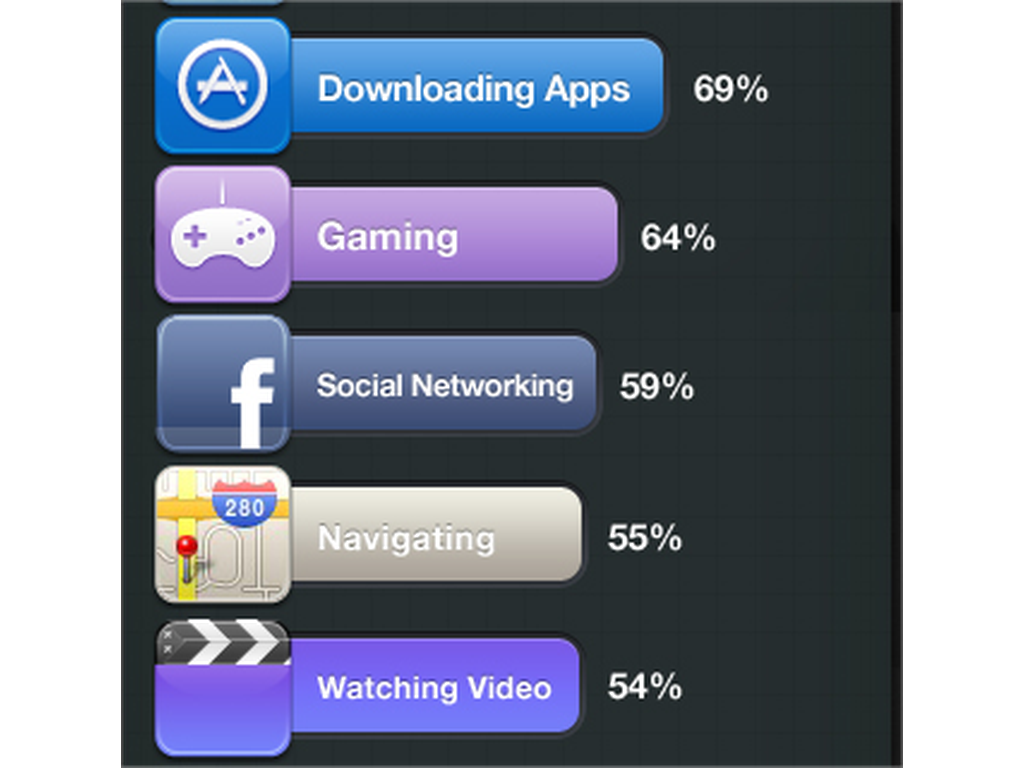 Downloading Apps 69%
Gaming 64%
f
Social Networking 59%
280
Navigating 55%
Watching Video 54%